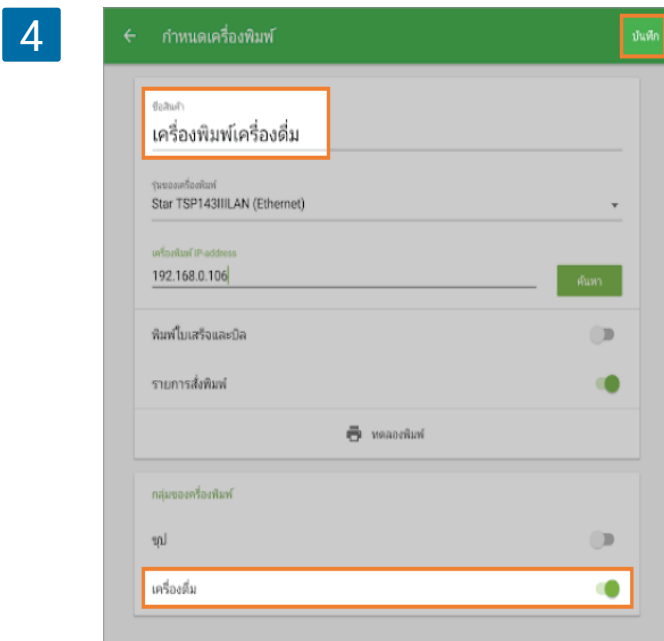 4
กำหนดเครื่องพิมพ์
บันทึก
ชื่อสินค้า
เครื่องพิมพ์เครื่องดื่ม
รุ่นของเครื่องพิมพ์
Star TSP143IIILAN (Ethernet)
เครื่องพิมพ์ IP-address
192.168.0.106
ค้นหา
พิมพ์ใบเสร็จและบิล
รายการสั่งพิมพ์
ทดลองพิมพ์
กลุ่มของครื่องพิมพ์
ซุป
เครื่องดื่ม